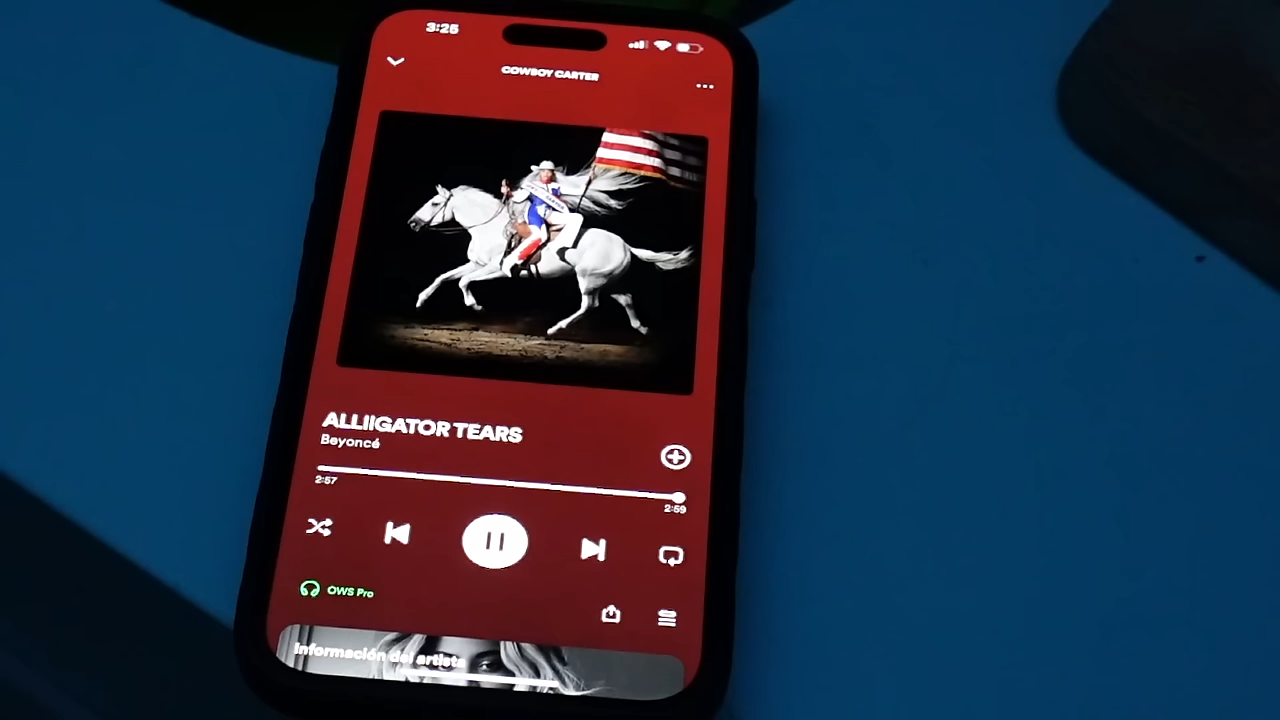 3:25
COWBOY CARTER
ALLIIGATOR TEARS
Beyoncé
2:57
2:59
OWS Pro
Información del artista